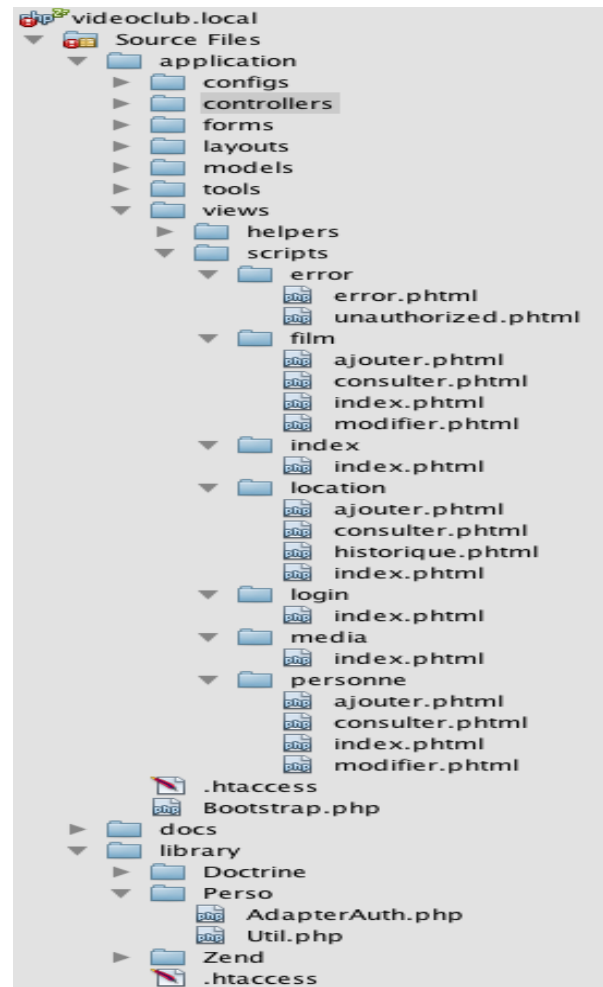 videoclub.local
Source Files
application
configs
controllers
forms
layouts
models
tools
views
helpers
scripts
error
error.phtml
unauthorized.phtml
film
ajouter.phtml
consulter.phtml
index.phtml
modifier.phtml
index
index.phtml
location
ajouter.phtml
consulter.phtml
historique.phtml
index.phtml
login
index.phtml
media
index.phtml
personne
ajouter.phtml
consulter.phtml
index.phtml
modifier.phtml
.htaccess
Bootstrap.php
docs
library
Doctrine
Perso
AdapterAuth.php
Util.php
Zend
.htaccess